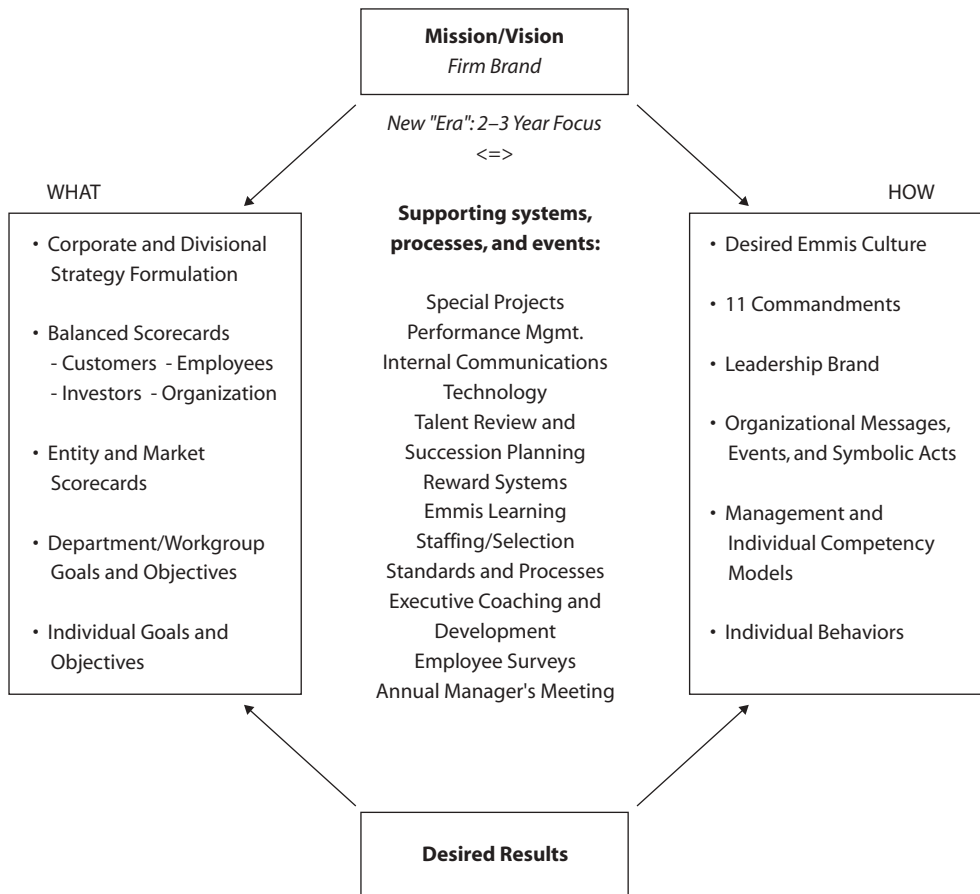 Mission/Vision
Firm Brand
New "Era": 2–3 Year Focus
<=>
WHAT
• Corporate and Divisional
Strategy Formulation
• Balanced Scorecards
- Customers - Employees
- Investors - Organization
• Entity and Market
Scorecards
• Department/Workgroup
Goals and Objectives
• Individual Goals and
Objectives
Supporting systems,
processes, and events:
Special Projects
Performance Mgmt.
Internal Communications
Technology
Talent Review and
Succession Planning
Reward Systems
Emmis Learning
Staffing/Selection
Standards and Processes
Executive Coaching and
Development
Employee Surveys
Annual Manager's Meeting
HOW
• Desired Emmis Culture
• 11 Commandments
• Leadership Brand
• Organizational Messages,
Events, and Symbolic Acts
• Management and
Individual Competency
Models
• Individual Behaviors
Desired Results